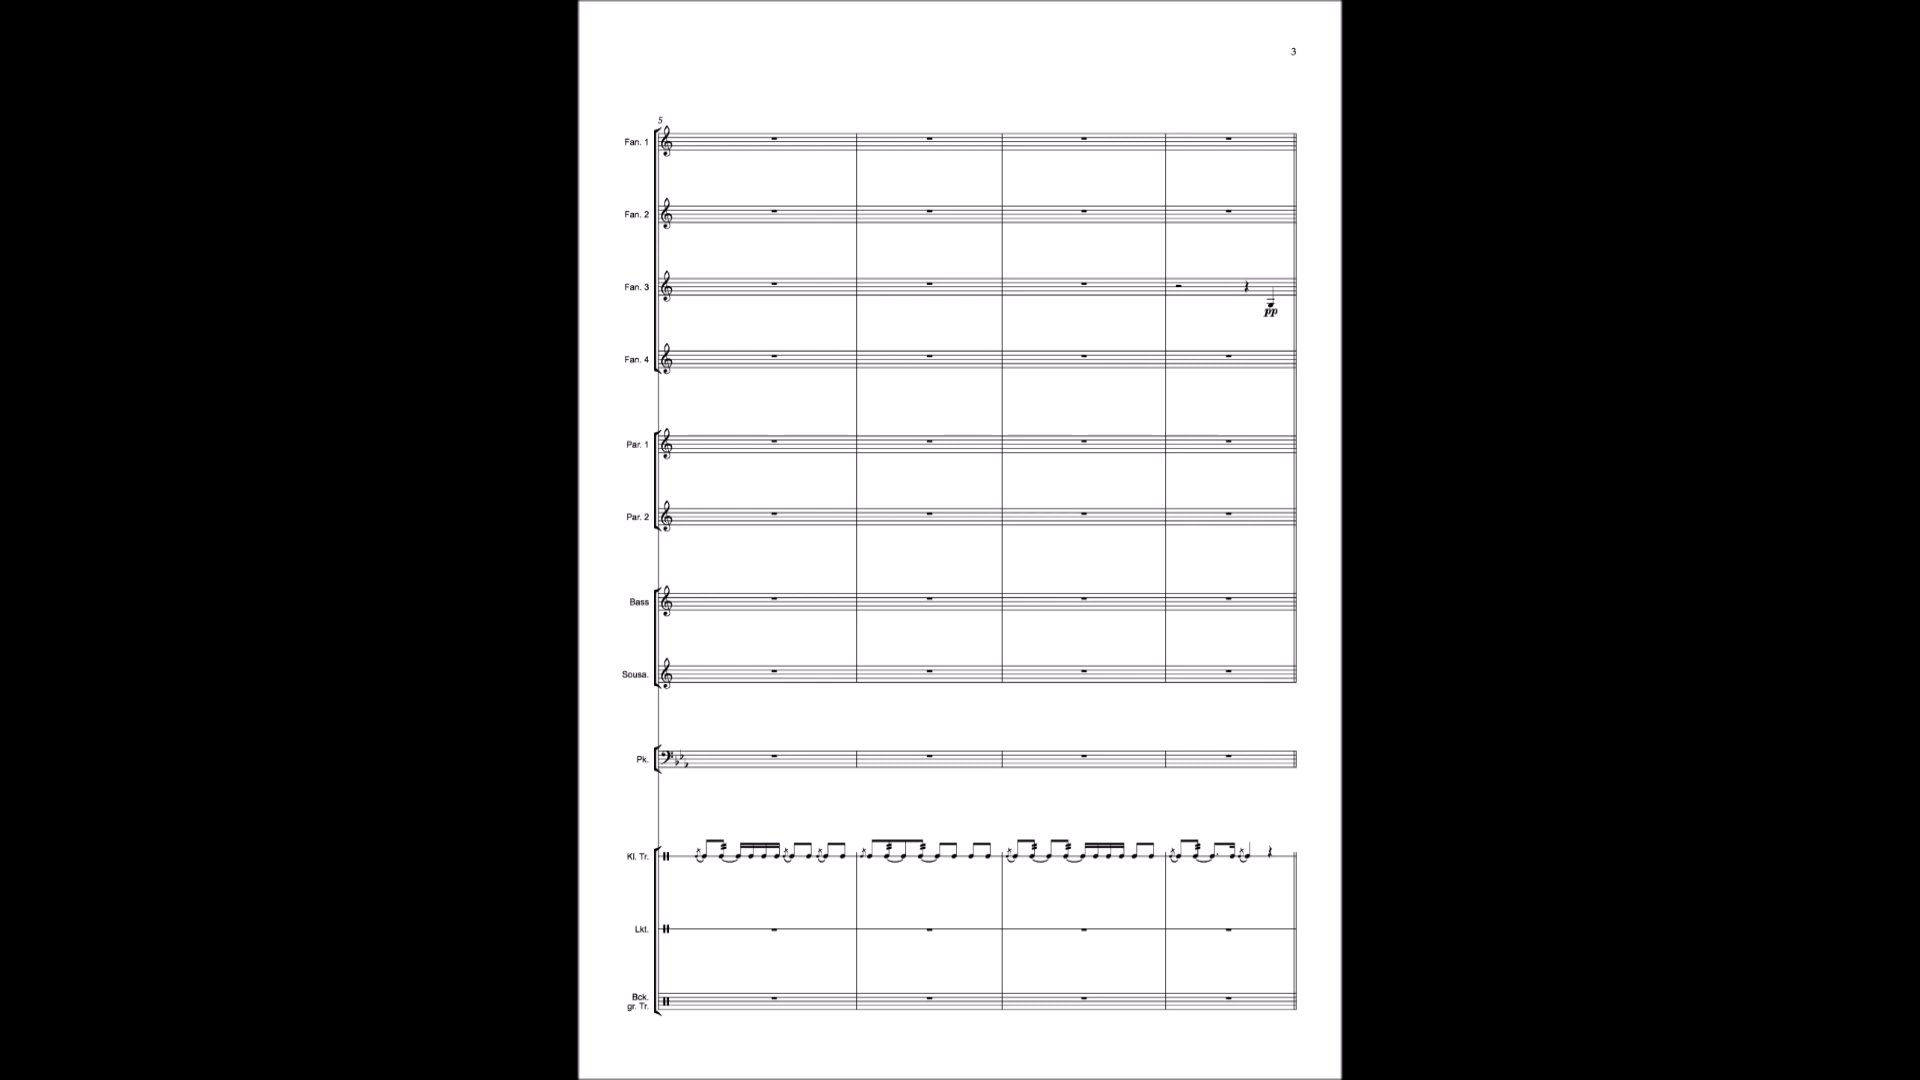 3
5
Fan. 1
Fan. 2
Fan. 3
pp
Fan. 4
Par. 1
Par. 2
Bass
Sousa.
Pk.
Kl. Tr.
Lkt.
Bck.
gr. Tr.